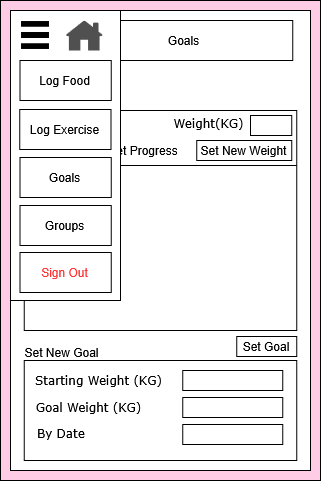 Goals
Log Food
Log Exercise
Goals
Groups
Sign Out
Weight(KG)
Progress
Set New Weight
Set New Goal
Set Goal
Starting Weight (KG)
Goal Weight (KG)
By Date